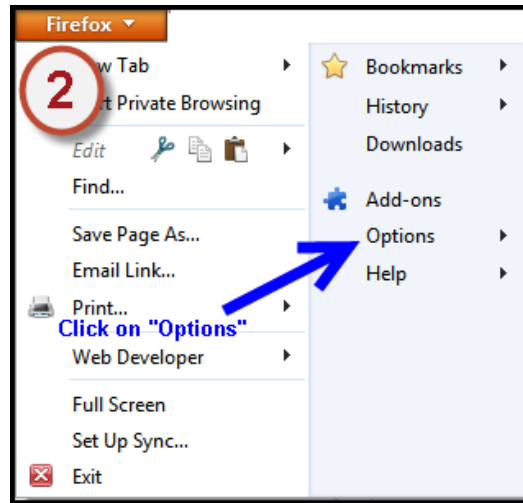 Firefox
2
Tab
Private Browsing
Edit
Find...
Save Page As...
Email Link...
Print...
Click on "Options"
Web Developer
Full Screen
Set Up Sync...
Exit
Bookmarks
History
Downloads
Add-ons
Options
Help